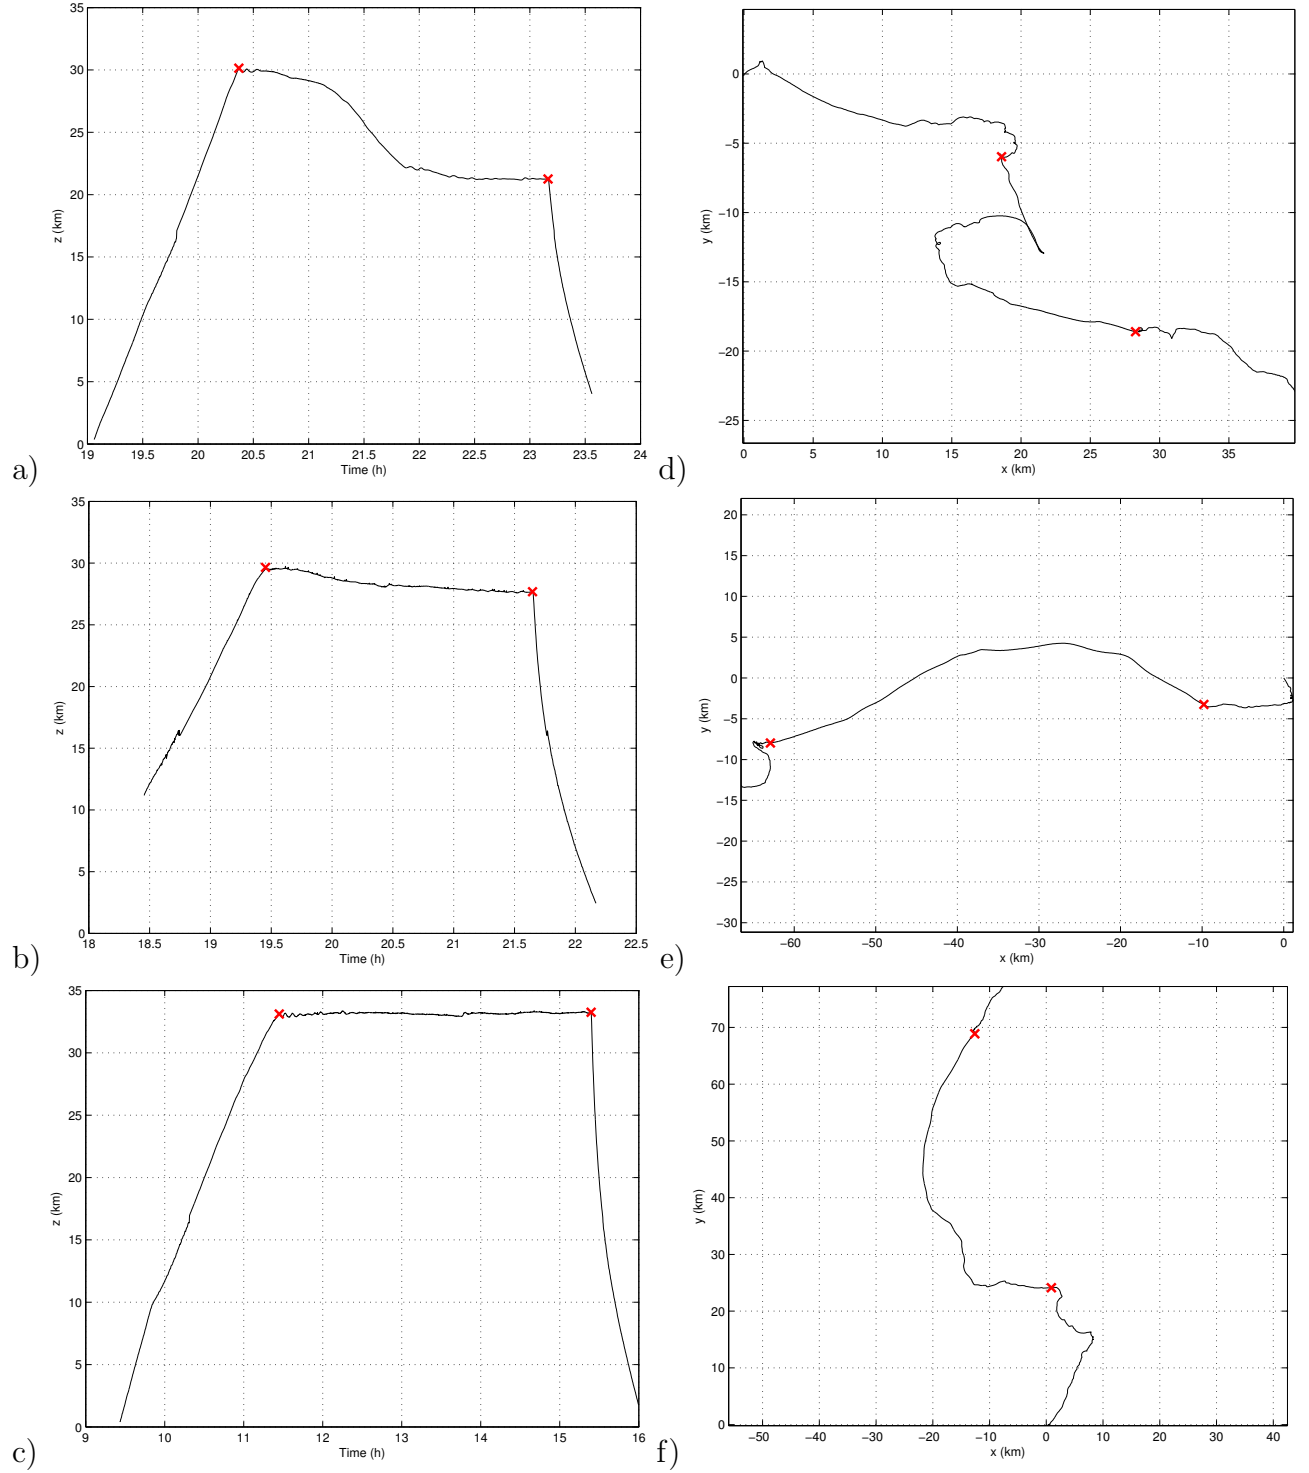 35
30
25
20
15
10
5
0
z (km)
19 19.5 20 20.5 21 21.5 22 22.5 23 23.5 24
Time (h)
a)
0
−5
−10
−15
−20
−25
y (km)
0 5 10 15 20 25 30 35
x (km)
d)
35
30
25
20
15
10
5
0
z (km)
18 18.5 19 19.5 20 20.5 21 21.5 22 22.5
Time (h)
b)
20
15
10
5
0
−5
−10
−15
−20
−25
−30
y (km)
−60 −50 −40 −30 −20 −10 0
x (km)
e)
35
30
25
20
15
10
5
0
z (km)
9 10 11 12 13 14 15 16
Time (h)
c)
70
60
50
40
30
20
10
0
y (km)
−50 −40 −30 −20 −10 0 10 20 30 40
x (km)
f)